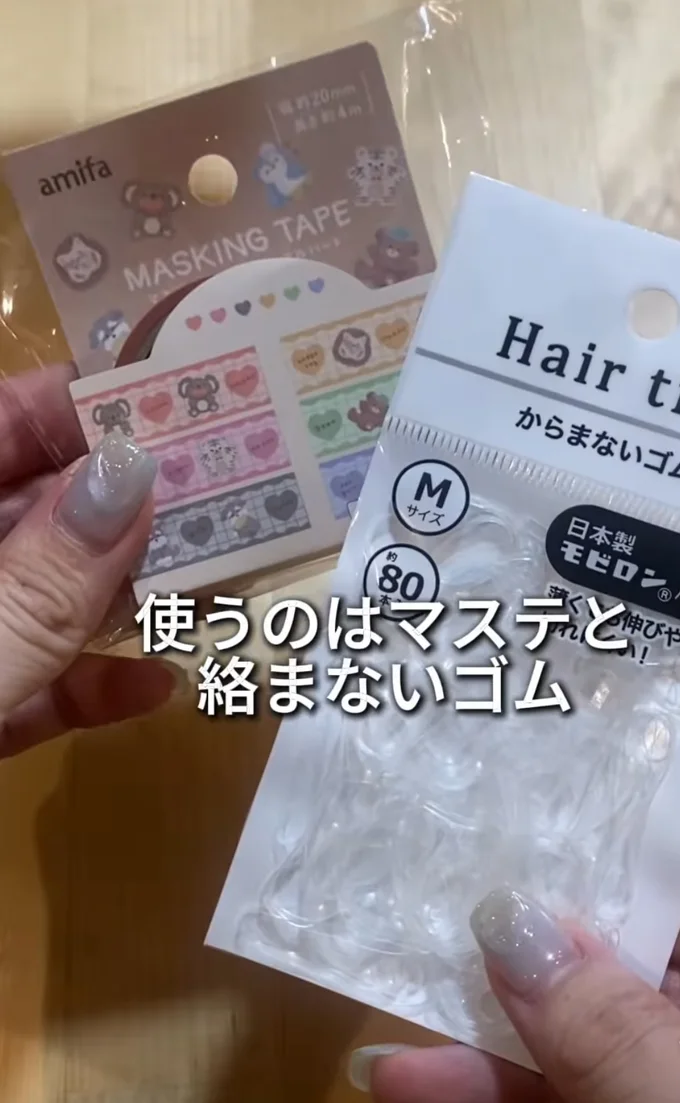 幅 約20mm
長さ 約4m
amifa
MASKING TAPE
Hair ti
からまないゴム
M
サイズ
約
80
本
日本製
モビロン®
使うのはマステと
絡まないゴム